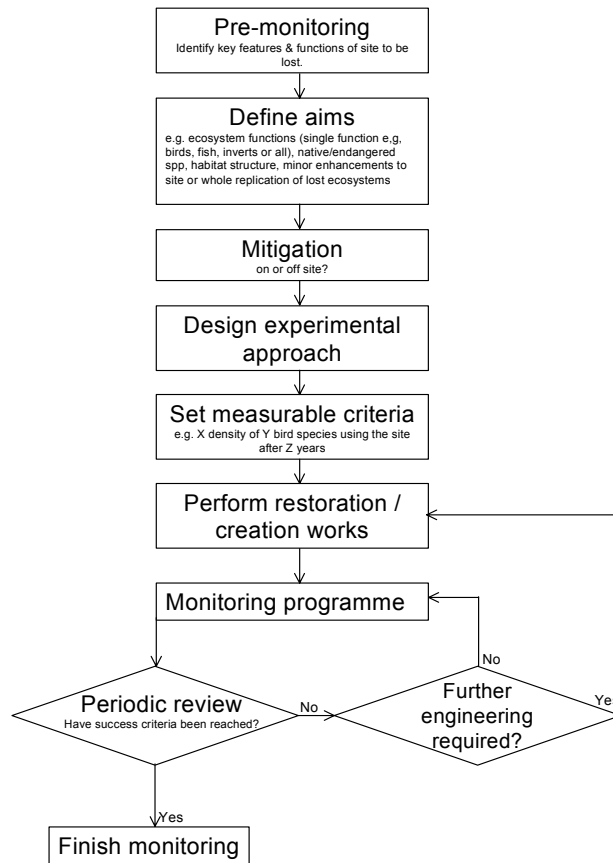 Pre-monitoring
Identify key features & functions of site to be
lost.
Define aims
e.g. ecosystem functions (single function e,g,
birds, fish, inverts or all), native/endangered
spp, habitat structure, minor enhancements to
site or whole replication of lost ecosystems
Mitigation
on or off site?
Design experimental
approach
Set measurable criteria
e.g. X density of Y bird species using the site
after Z years
Perform restoration /
creation works
Monitoring programme
Periodic review
Have success criteria been reached?
No
Further
engineering
required?
No
Yes
Yes
Finish monitoring